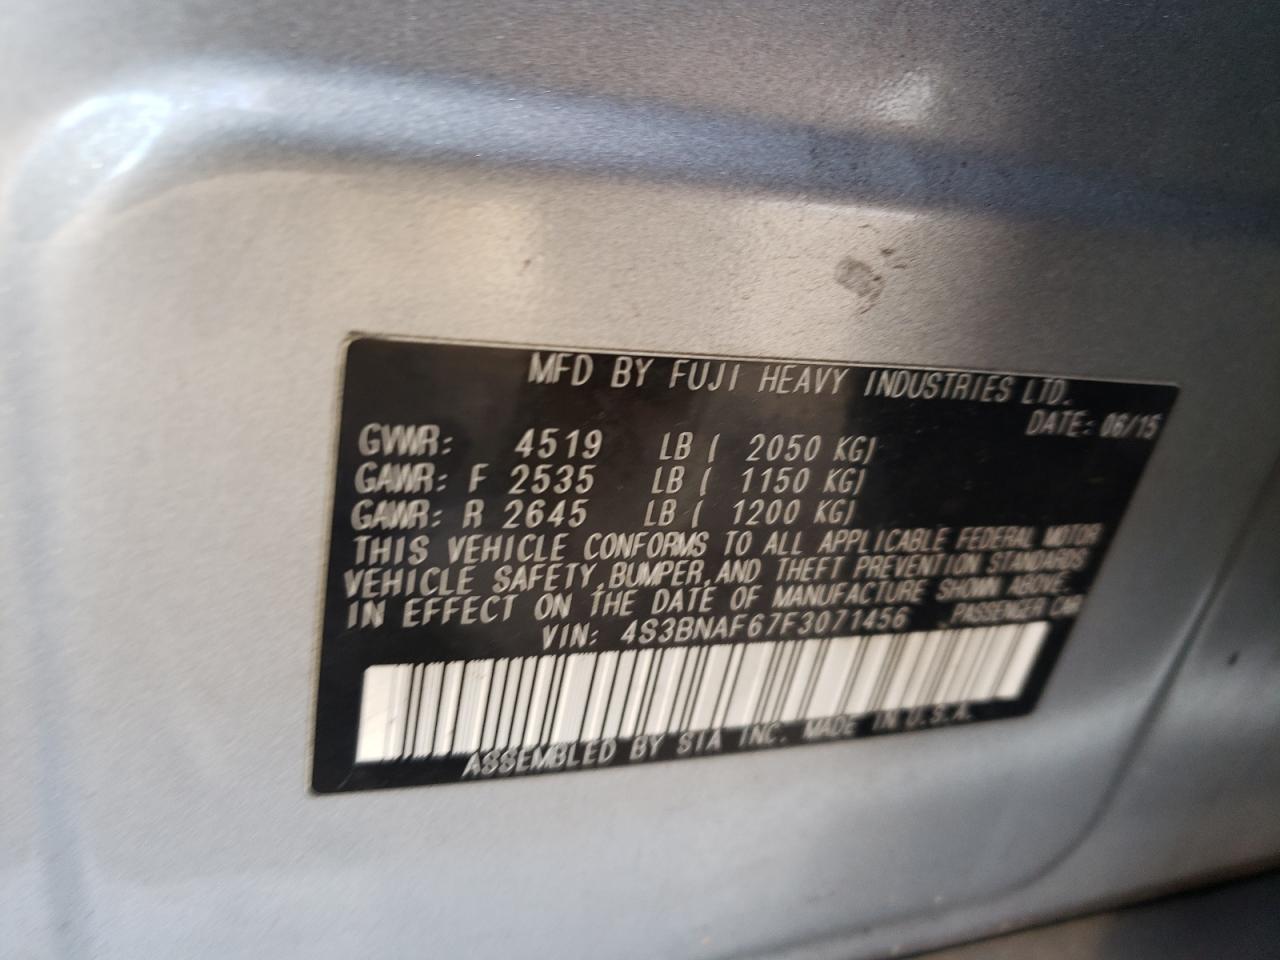 MFD BY FUJI HEAVY INDUSTRIES LTD.
DATE: 06/15
GVWR: 4519 LB ( 2050 KG)
GAWR: F 2535 LB ( 1150 KG)
GAWR: R 2645 LB ( 1200 KG)
THIS VEHICLE CONFORMS TO ALL APPLICABLE FEDERAL MOTOR
VEHICLE SAFETY, BUMPER, AND THEFT PREVENTION STANDARDS
IN EFFECT ON THE DATE OF MANUFACTURE SHOWN ABOVE.
VIN: 4S3BNAF67F3071456 PASSENGER CAR
ASSEMBLED BY SIA INC. MADE IN U.S.A.